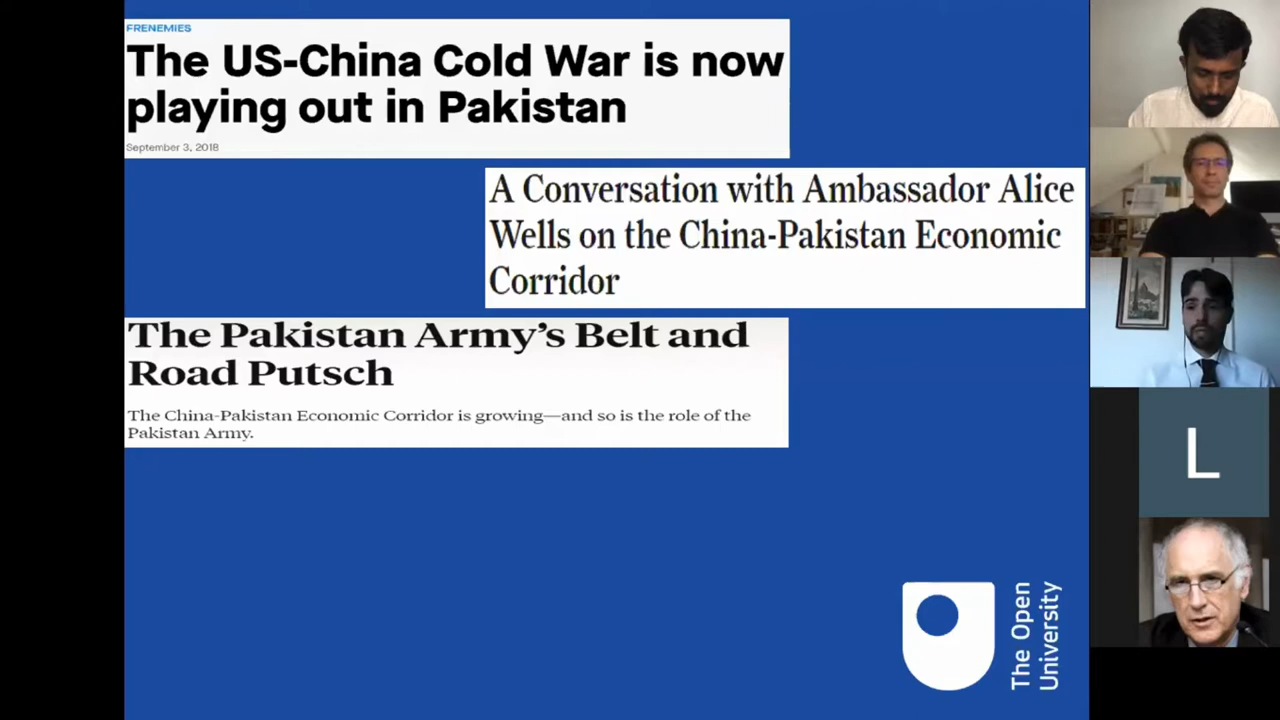 FRENEMIES
The US-China Cold War is now
playing out in Pakistan
September 3, 2018
A Conversation with Ambassador Alice
Wells on the China-Pakistan Economic
Corridor
The Pakistan Army's Belt and
Road Putsch
The China-Pakistan Economic Corridor is growing—and so is the role of the
Pakistan Army.
L
The Open
University